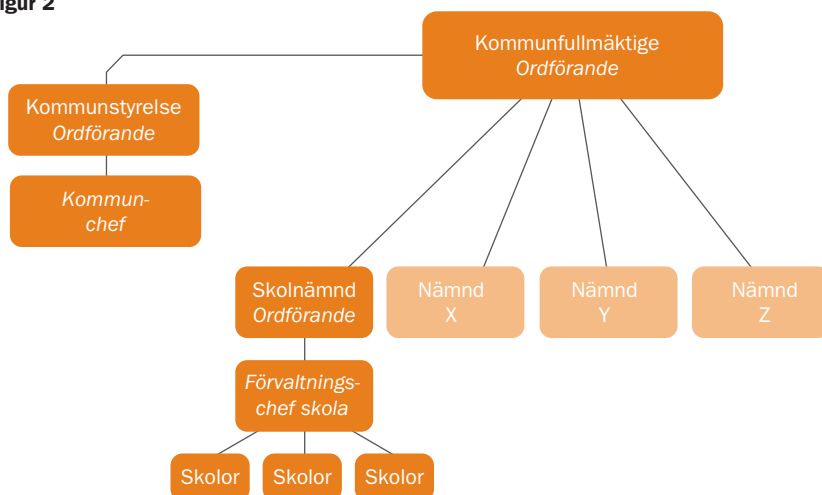 igur 2
Kommunfullmäktige
Ordförande
Kommunstyrelse
Ordförande
Kommun-
chef
Skolnämnd
Ordförande
Nämnd
X
Nämnd
Y
Nämnd
Z
Förvaltnings-
chef skola
Skolor
Skolor
Skolor